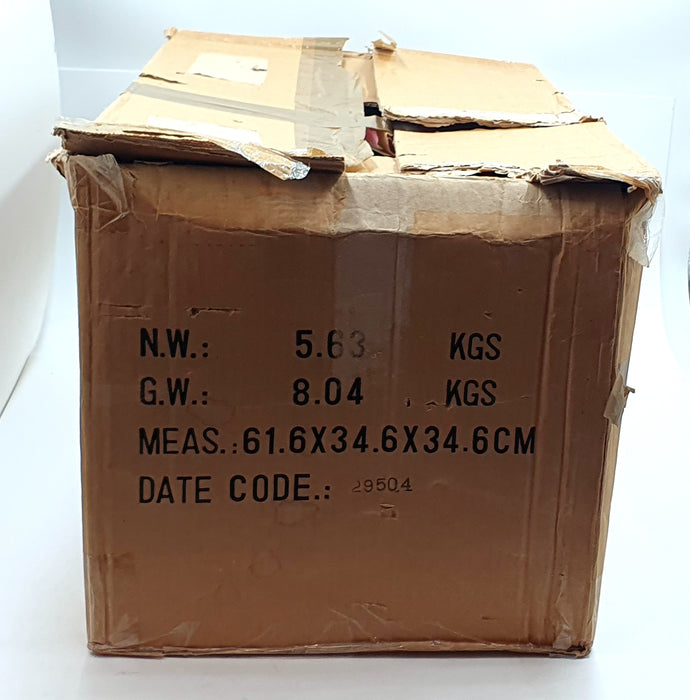 N.W.: 5.63 KGS
G.W.: 8.04 KGS
MEAS.:61.6X34.6X34.6CM
DATE CODE.: 29504